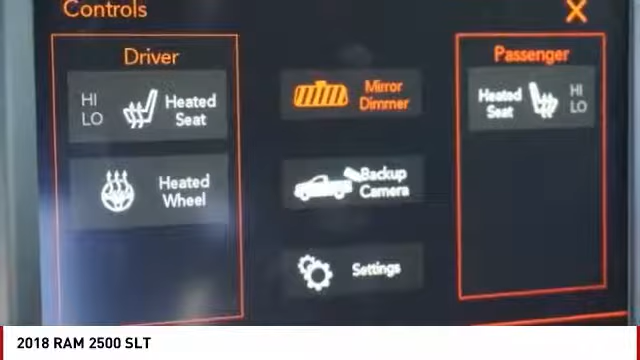 Controls
X
Driver
HI
LO
Heated
Seat
Heated
Wheel
Mirror
Dimmer
Backup
Camera
Settings
Passenger
Heated
Seat
HI
LO
2018 RAM 2500 SLT